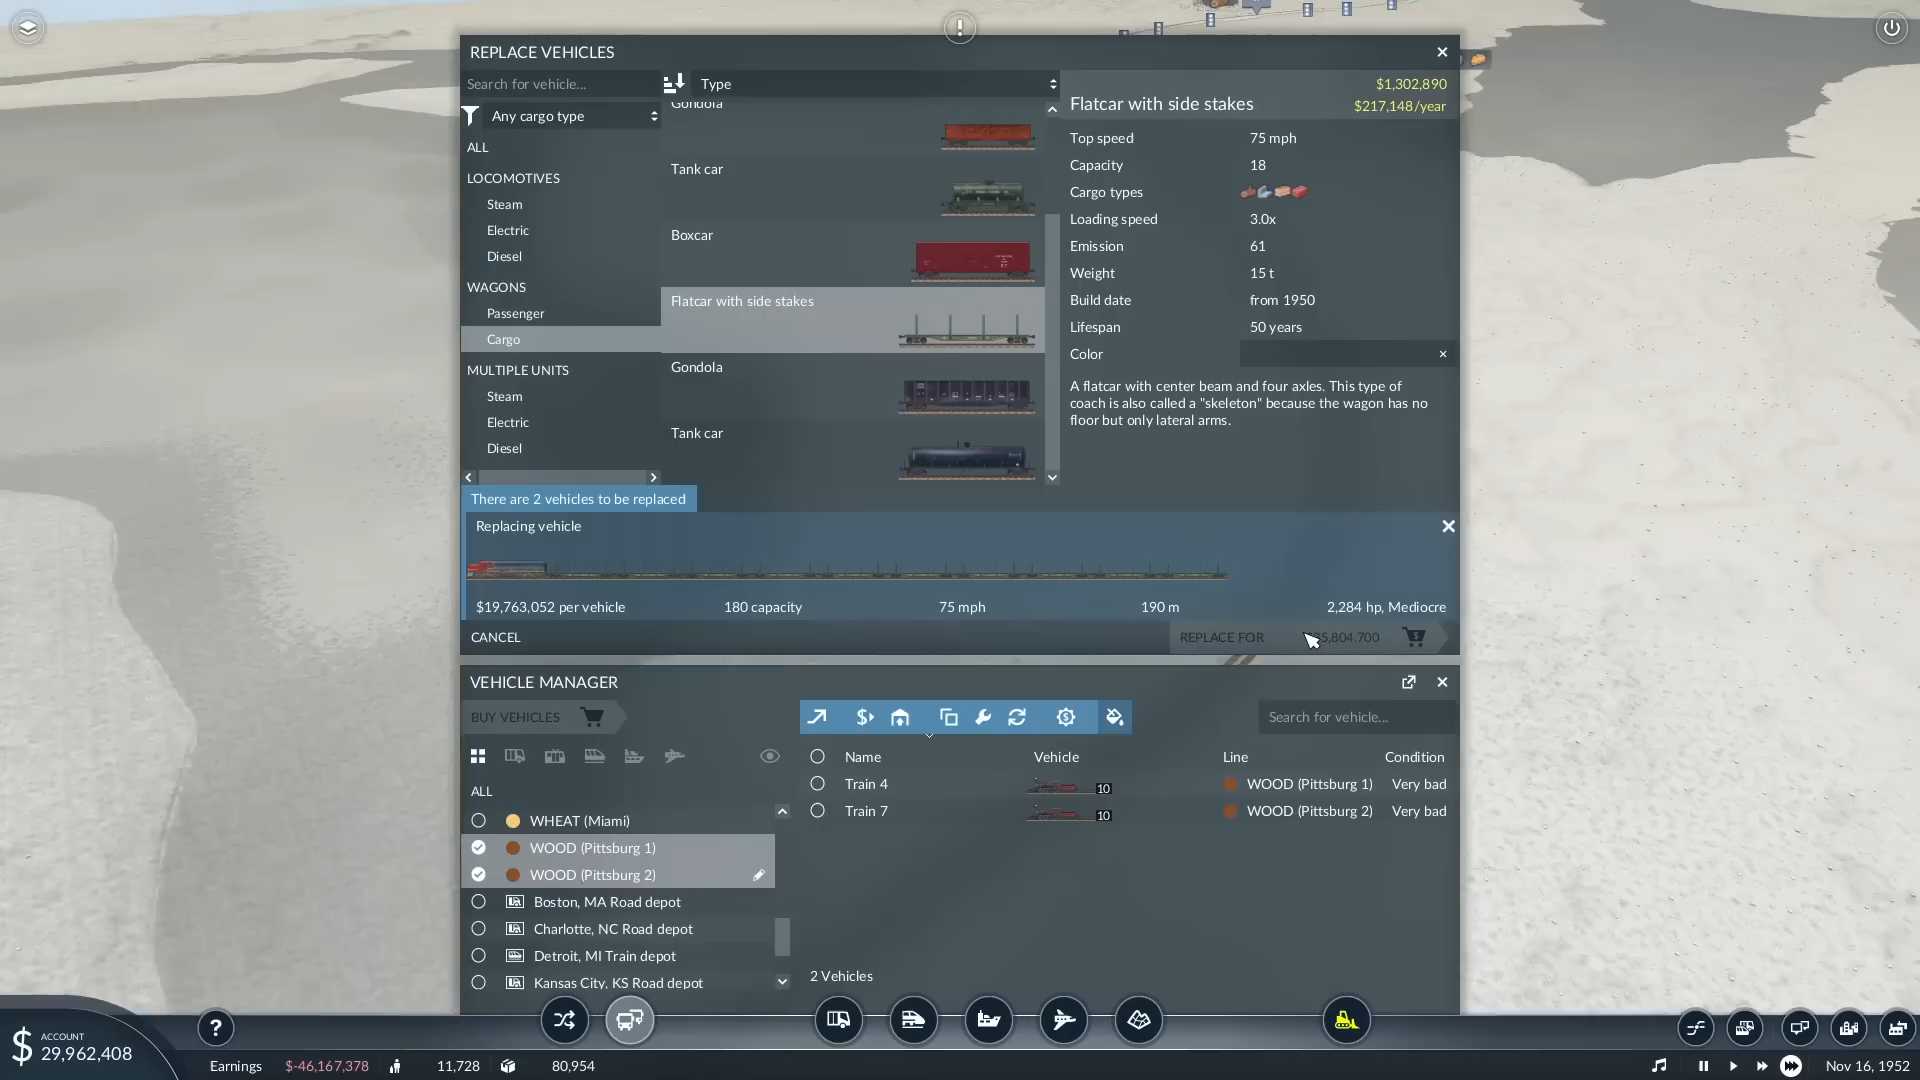 REPLACE VEHICLES
Search for vehicle...
Type
Any cargo type
ALL
LOCOMOTIVES
Steam
Electric
Diesel
WAGONS
Passenger
Cargo
MULTIPLE UNITS
Steam
Electric
Diesel
Gondola
Tank car
Boxcar
Flatcar with side stakes
Gondola
Tank car
$1,302,890
Flatcar with side stakes
$217,148/year
Top speed 75 mph
Capacity 18
Cargo types
Loading speed 3.0x
Emission 61
Weight 15 t
Build date from 1950
Lifespan 50 years
Color
A flatcar with center beam and four axles. This type of
coach is also called a "skeleton" because the wagon has no
floor but only lateral arms.
There are 2 vehicles to be replaced
Replacing vehicle
$19,763,052 per vehicle 180 capacity 75 mph 190 m 2,284 hp, Mediocre
CANCEL
REPLACE FOR
VEHICLE MANAGER
BUY VEHICLES
Search for vehicle...
ALL
WHEAT (Miami)
WOOD (Pittsburg 1)
WOOD (Pittsburg 2)
Boston, MA Road depot
Charlotte, NC Road depot
Detroit, MI Train depot
Kansas City, KS Road depot
Name Vehicle Line Condition
Train 4 10 WOOD (Pittsburg 1) Very bad
Train 7 10 WOOD (Pittsburg 2) Very bad
2 Vehicles
$ ACCOUNT
29,962,408
?
Earnings $-46,167,378 11,728 80,954
Nov 16, 1952